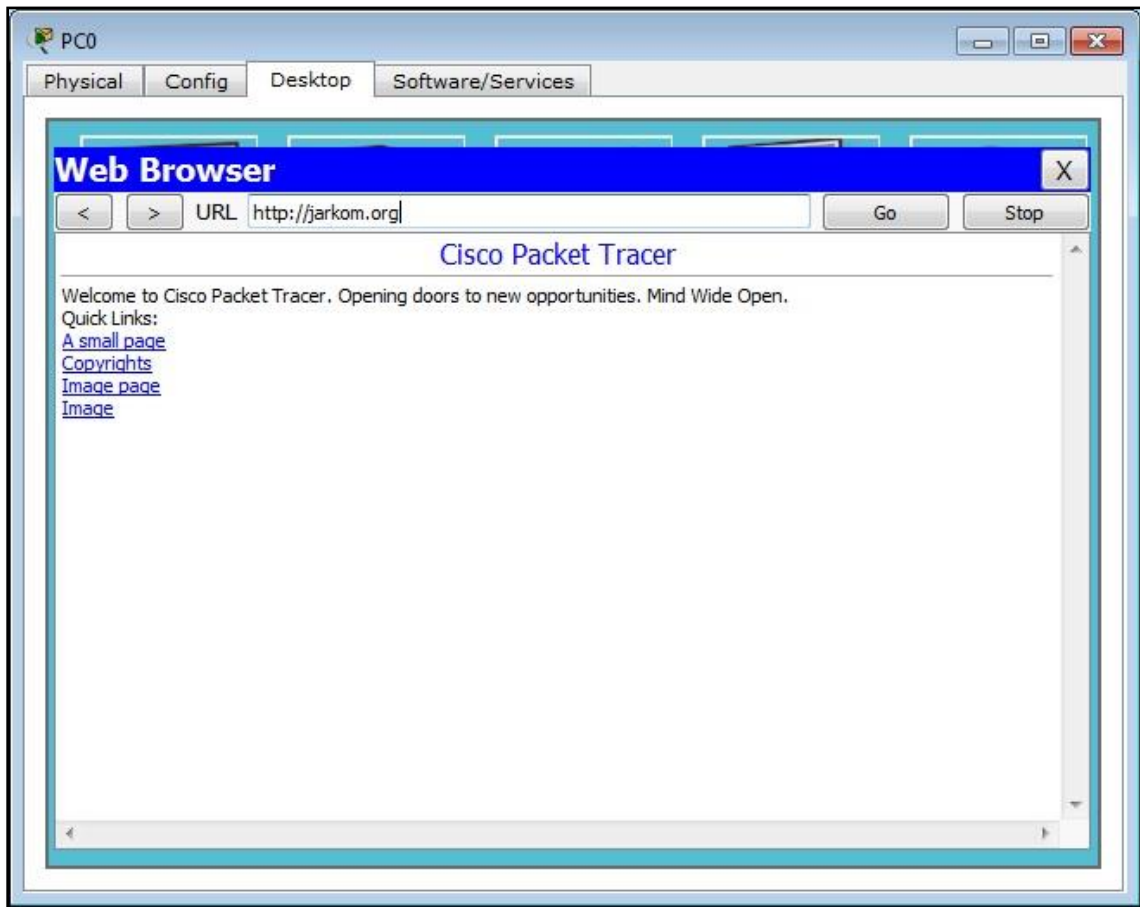 PC0
Physical Config Desktop Software/Services
Web Browser X
< > URL http://jarkom.org Go Stop
Cisco Packet Tracer
Welcome to Cisco Packet Tracer. Opening doors to new opportunities. Mind Wide Open.
Quick Links:
A small page
Copyrights
Image page
Image